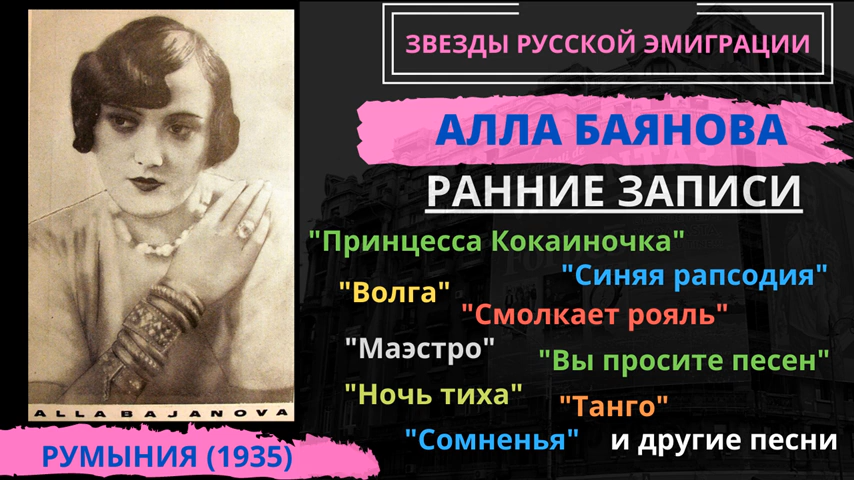 ЗВЕЗДЫ РУССКОЙ ЭМИГРАЦИИ
АЛЛА БАЯНОВА
РАННИЕ ЗАПИСИ
"Принцесса Кокаиночка"
"Синяя рапсодия"
"Волга"
"Смолкает рояль"
"Маэстро"
"Вы просите песен"
"Ночь тиха"
"Танго"
"Сомненья" и другие песни
ALLA BAJANOVA
РУМЫНИЯ (1935)